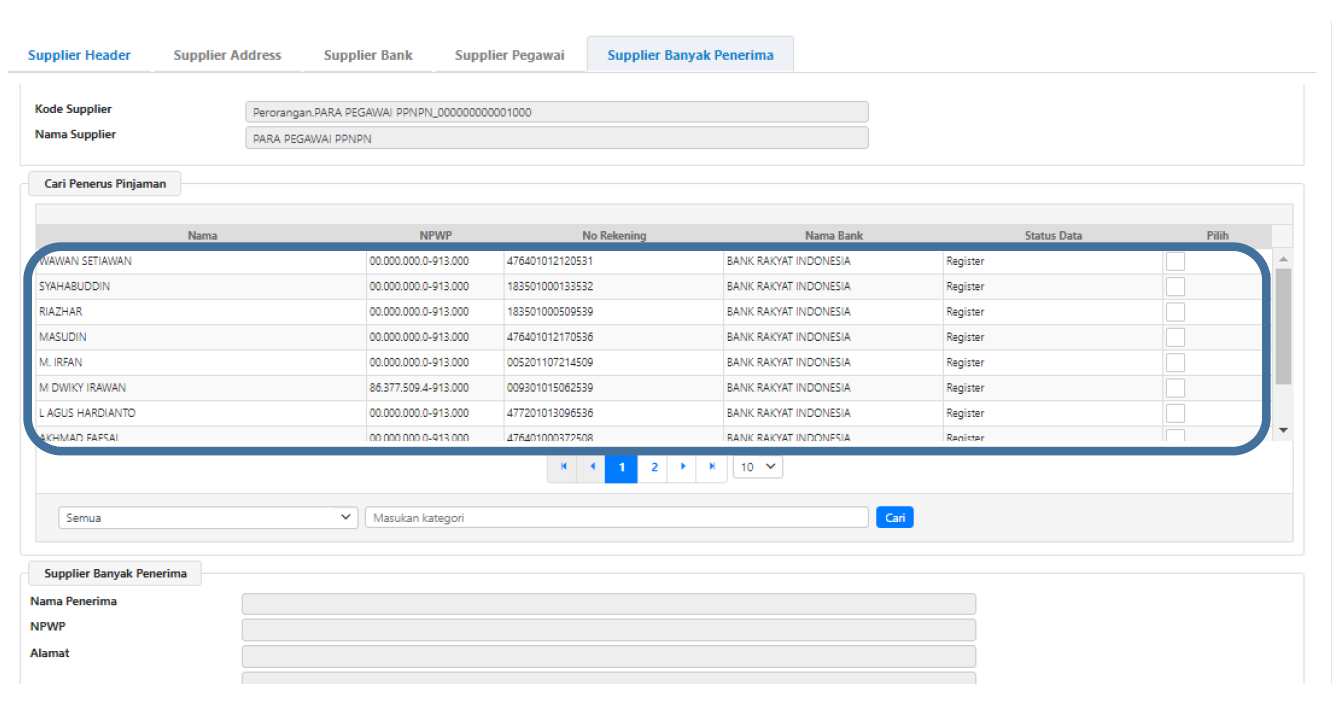 Supplier Header Supplier Address Supplier Bank Supplier Pegawai Supplier Banyak Penerima
Kode Supplier Perorangan.PARA PEGAWAI PPNPN_000000000001000
Nama Supplier PARA PEGAWAI PPNPN
Cari Penerus Pinjaman
Nama NPWP No Rekening Nama Bank Status Data Pilih
WAWAN SETIAWAN 00.000.000.0-913.000 476401012120531 BANK RAKYAT INDONESIA Register
SYAHABUDDIN 00.000.000.0-913.000 183501000133532 BANK RAKYAT INDONESIA Register
RIAZHAR 00.000.000.0-913.000 183501000509539 BANK RAKYAT INDONESIA Register
MASUDIN 00.000.000.0-913.000 476401012170536 BANK RAKYAT INDONESIA Register
M. IRFAN 00.000.000.0-913.000 005201107214509 BANK RAKYAT INDONESIA Register
M DWIKY IRAWAN 86.377.509.4-913.000 009301015062539 BANK RAKYAT INDONESIA Register
L AGUS HARDIANTO 00.000.000.0-913.000 477201013096536 BANK RAKYAT INDONESIA Register
AKHMAD FAESAL 00.000.000.0-913.000 476401000372508 BANK RAKYAT INDONESIA Register
1 2 10
Semua Masukan kategori Cari
Supplier Banyak Penerima
Nama Penerima
NPWP
Alamat